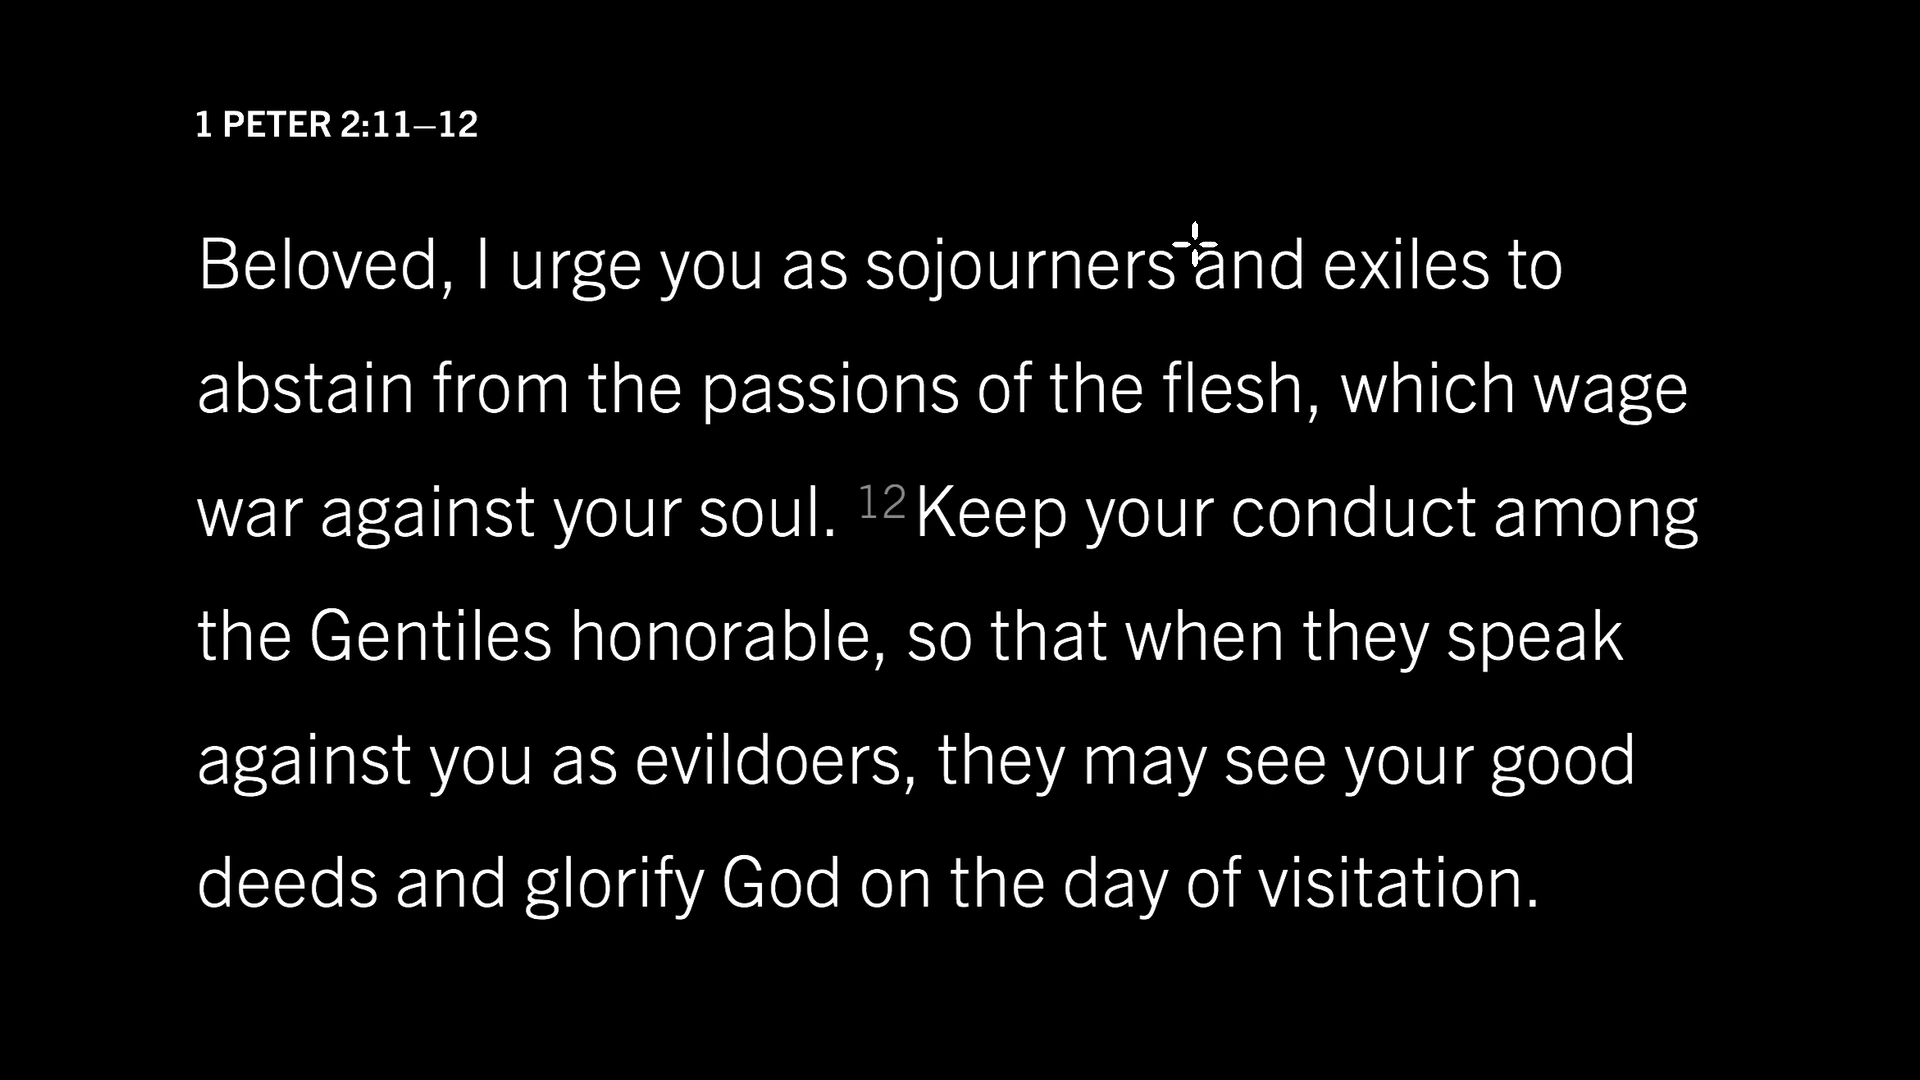 1 PETER 2:11–12
Beloved, I urge you as sojourners and exiles to
abstain from the passions of the flesh, which wage
war against your soul. 12 Keep your conduct among
the Gentiles honorable, so that when they speak
against you as evildoers, they may see your good
deeds and glorify God on the day of visitation.